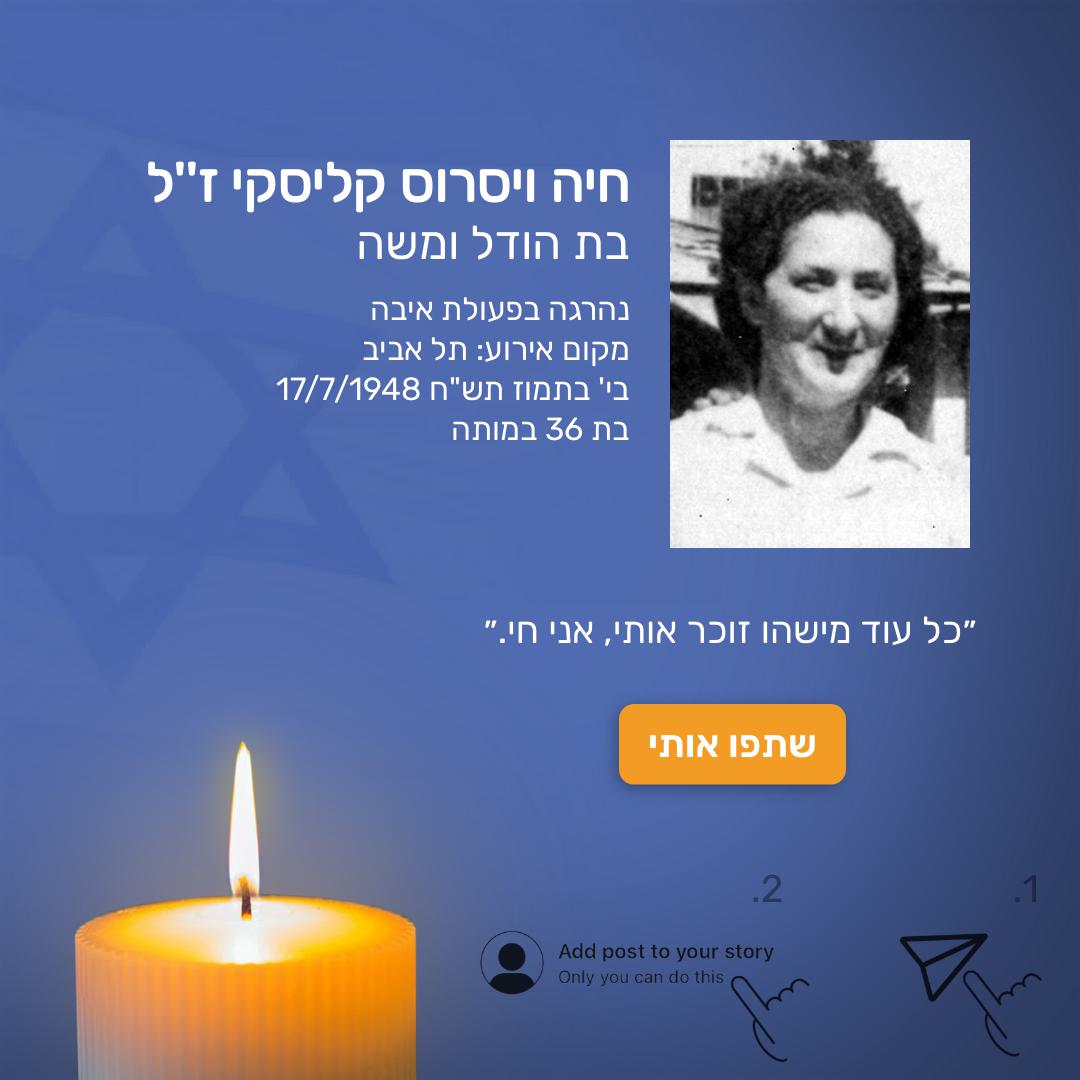 חיה ויסרוס קליסקי ז''ל
בת הודל ומשה
נהרגה בפעולת איבה
מקום אירוע: תל אביב
בי' בתמוז תש"ח 17/7/1948
בת 36 במותה
״כל עוד מישהו זוכר אותי, אני חי.״
שתפו אותי
1.
2.
Add post to your story
Only you can do this